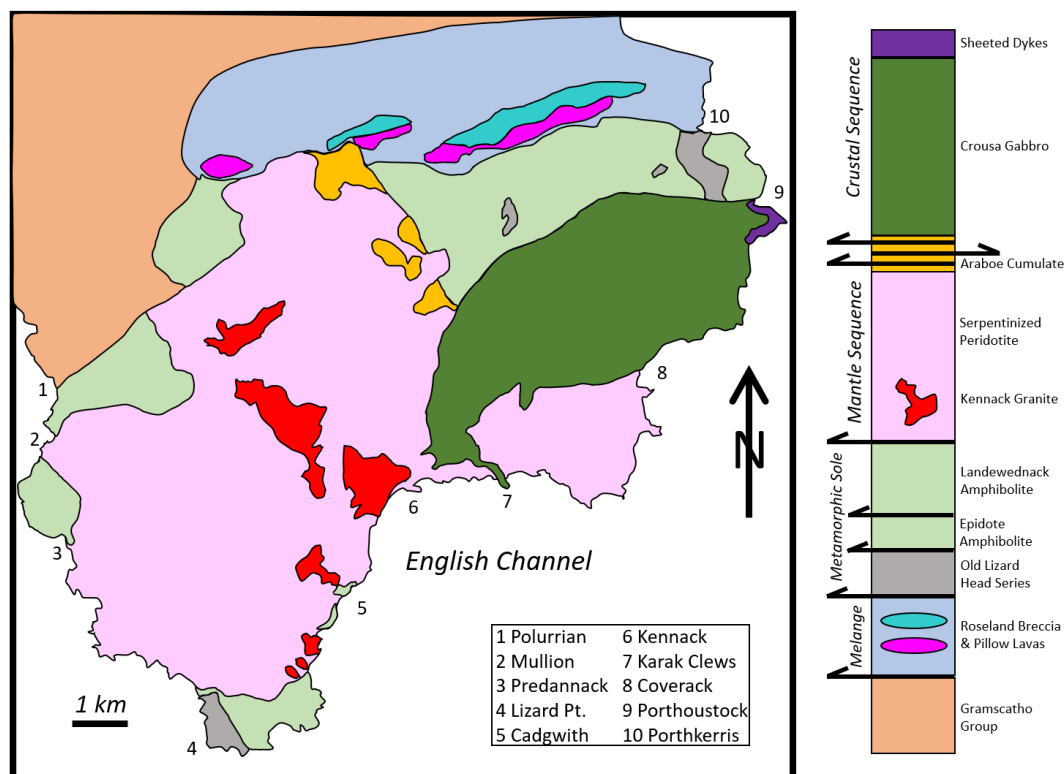 10
9
8
1
2
3
6
7
5
4
N
English Channel
1 km
1 Polurrian
2 Mullion
3 Predannack
4 Lizard Pt.
5 Cadgwith
6 Kennack
7 Karak Clews
8 Coverack
9 Porthoustock
10 Porthkerris
Crustal Sequence
Mantle Sequence
Metamorphic Sole
Melange
Sheeted Dykes
Crousa Gabbro
Araboe Cumulate
Serpentinized
Peridotite
Kennack Granite
Landewednack
Amphibolite
Epidote
Amphibolite
Old Lizard
Head Series
Roseland Breccia
& Pillow Lavas
Gramscatho
Group